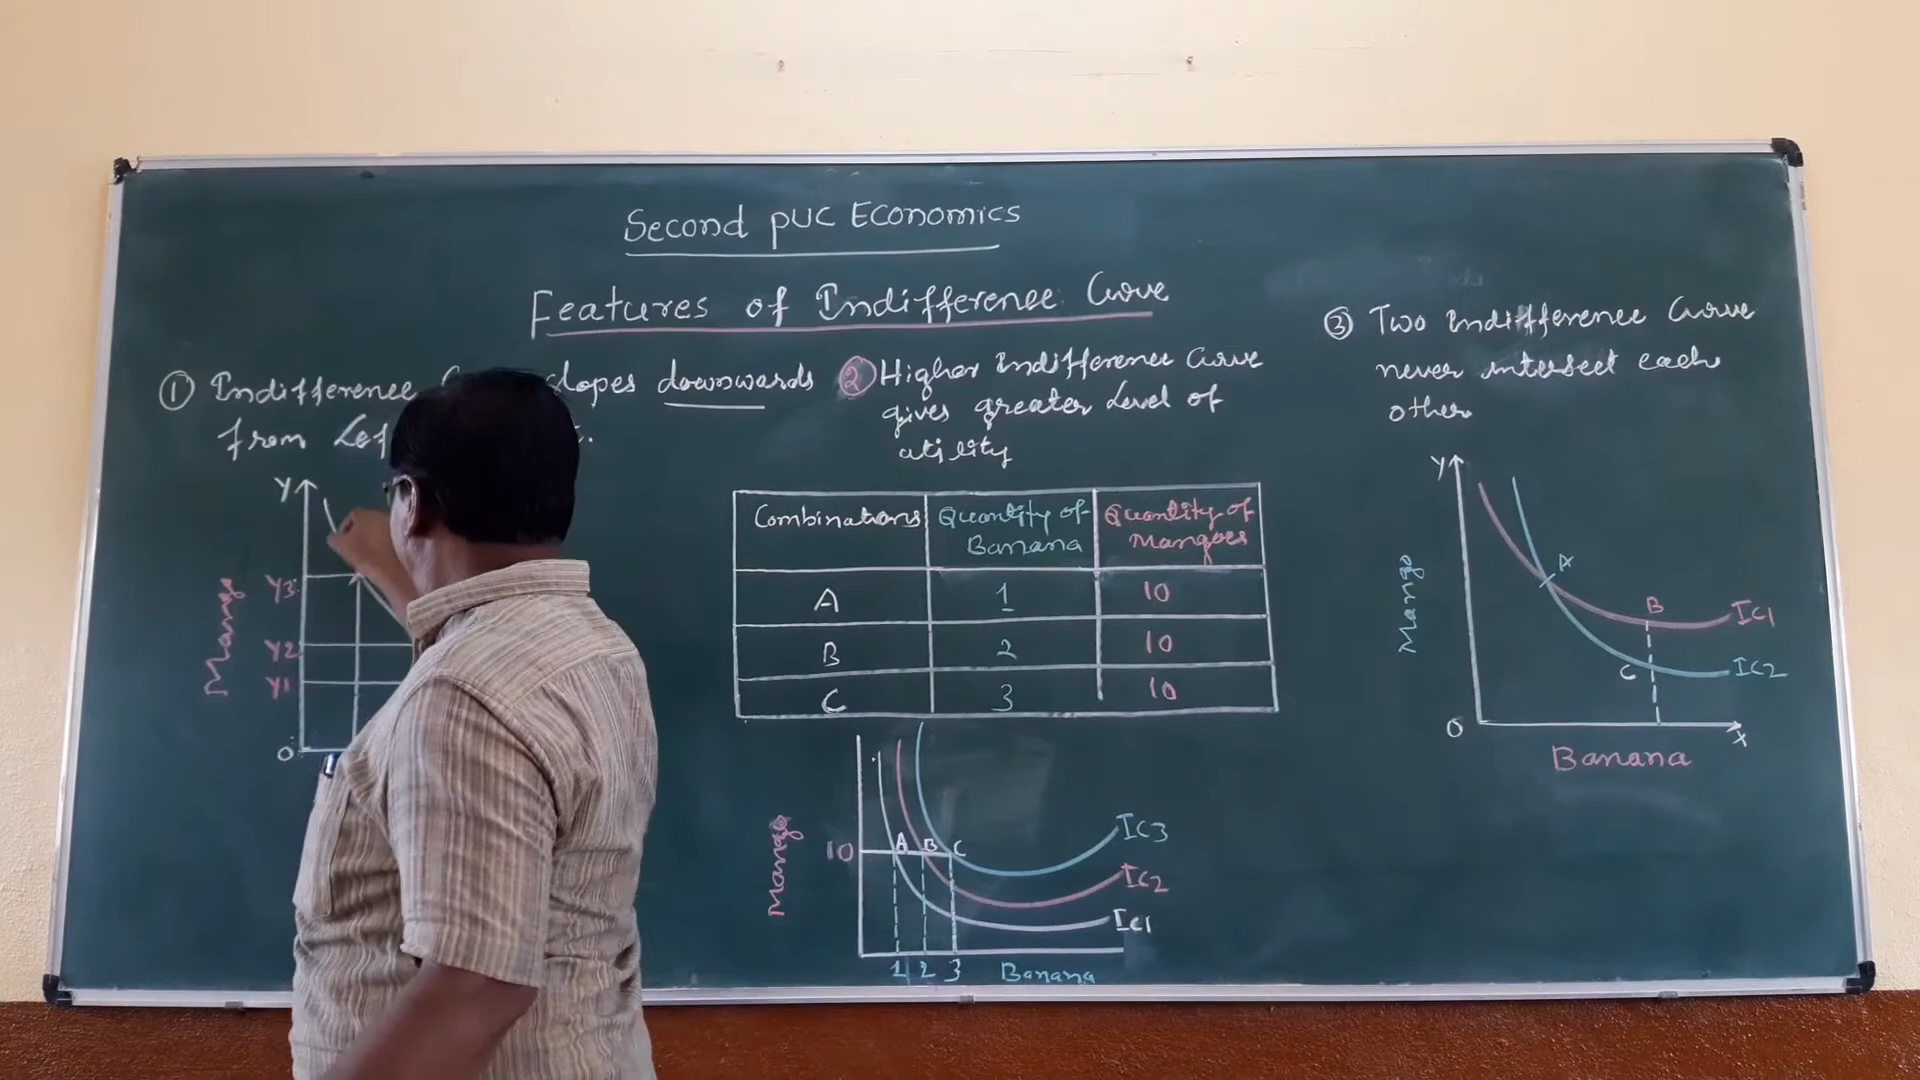 Second PUC Economics
Features of Indifference Curve
① Indifference slopes downwards
from Lef
Y
Mango
Y3
Y2
Y1
O
② Higher Indifference Curve
gives greater Level of
utility
Combinations Quantity of Banana Quantity of Mangoes
A 1 10
B 2 10
C 3 10
Mango
10
A B C
IC3
IC2
IC1
1 2 3 Banana
③ Two Indifference Curve
never intersect each
other
Y
Mango
A
B
IC1
C
IC2
O
X
Banana